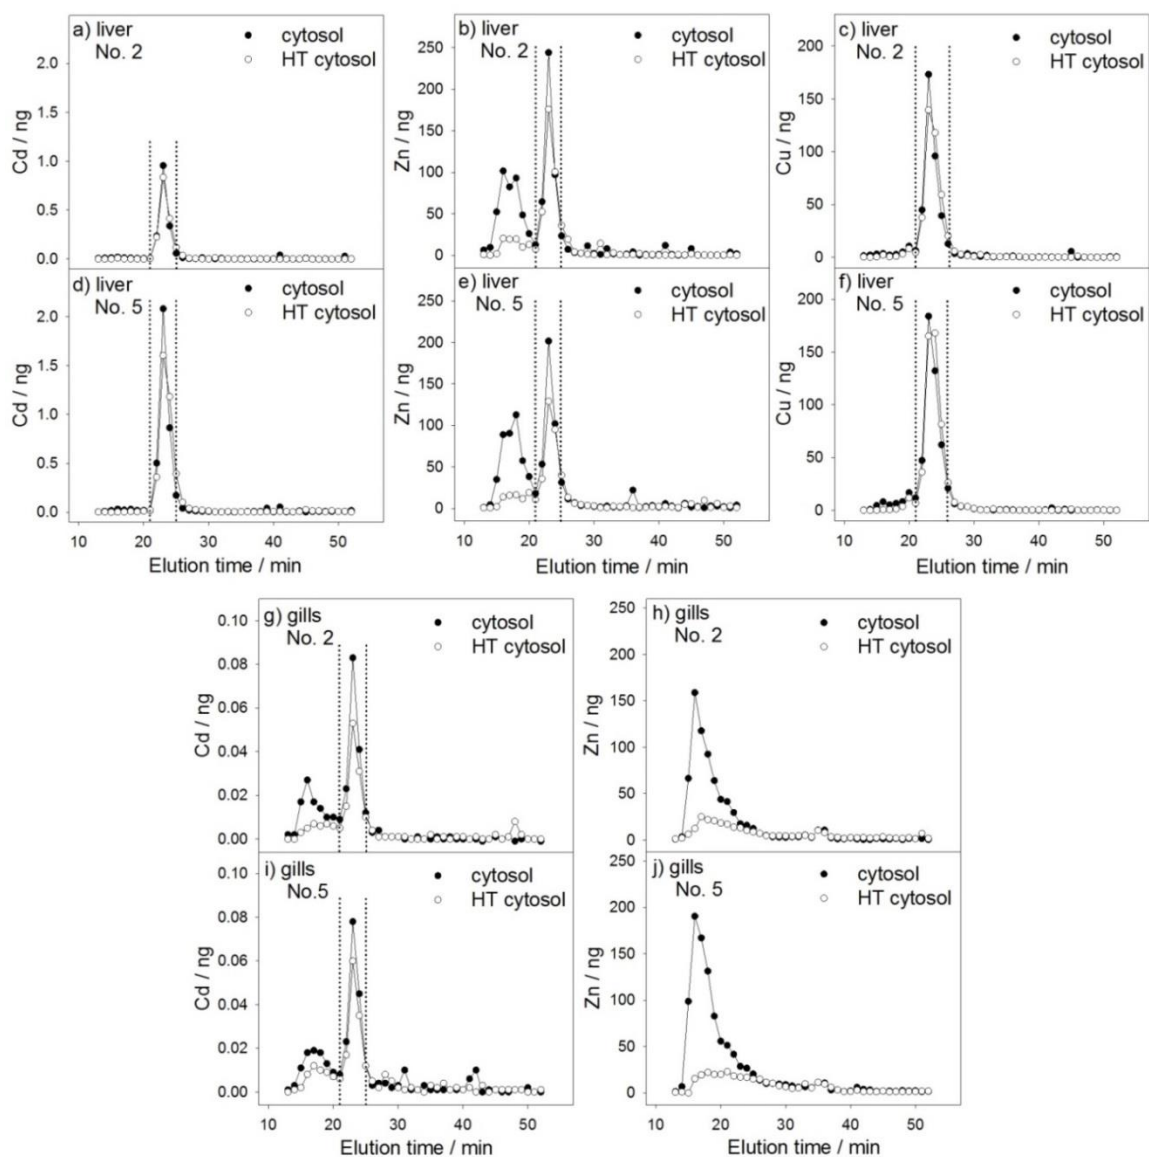 a) liver
No. 2
cytosol
HT cytosol
2.0
1.0
0.5
0.0
Cd / ng
b) liver
No. 2
cytosol
HT cytosol
250
200
150
100
50
0
Zn / ng
c) liver
No. 2
cytosol
HT cytosol
200
150
100
50
0
Cu / ng
d) liver
No. 5
cytosol
HT cytosol
2.0
1.5
1.0
0.5
0.0
Cd / ng
10 20 30 40 50
Elution time / min
e) liver
No. 5
cytosol
HT cytosol
250
200
150
100
50
0
Zn / ng
10 20 30 40 50
Elution time / min
f) liver
No. 5
cytosol
HT cytosol
200
150
100
50
0
Cu / ng
10 20 30 40 50
Elution time / min
g) gills
No. 2
cytosol
HT cytosol
0.10
0.08
0.06
0.04
0.02
0.00
Cd / ng
h) gills
No. 2
cytosol
HT cytosol
250
200
150
100
50
0
Zn / ng
i) gills
No.5
cytosol
HT cytosol
0.10
0.08
0.06
0.04
0.02
0.00
Cd / ng
10 20 30 40 50
Elution time / min
j) gills
No. 5
cytosol
HT cytosol
250
200
150
100
50
0
Zn / ng
10 20 30 40 50
Elution time / min